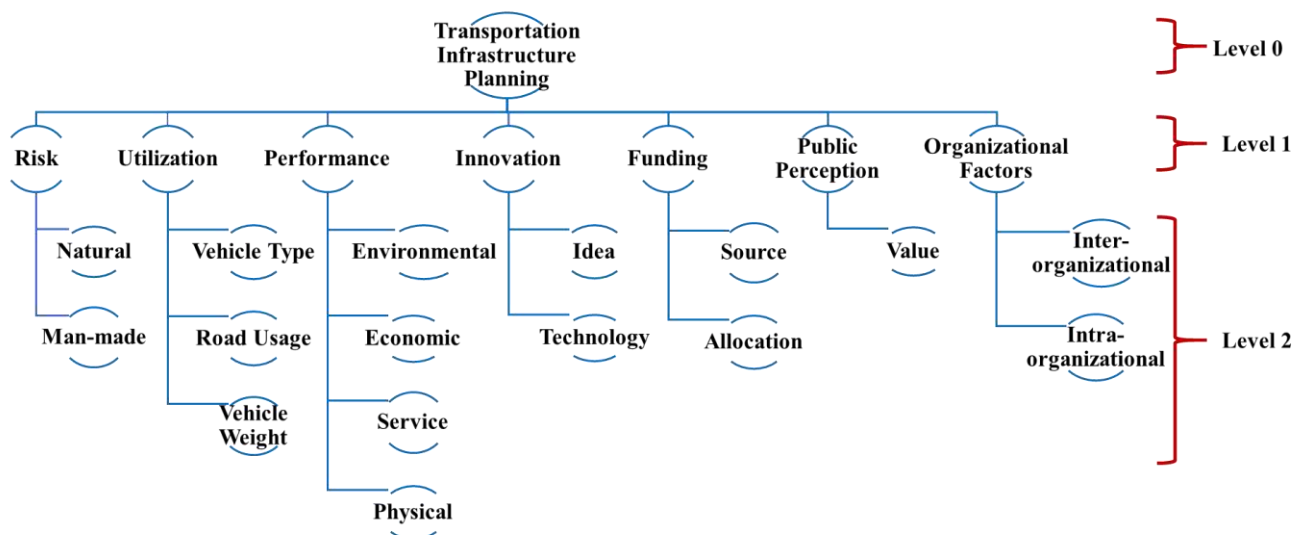 Transportation
Infrastructure
Planning
Level 0
Risk
Utilization
Performance
Innovation
Funding
Public
Perception
Organizational
Factors
Level 1
Natural
Vehicle Type
Environmental
Idea
Source
Value
Inter-
organizational
Man-made
Road Usage
Economic
Technology
Allocation
Intra-
organizational
Level 2
Vehicle
Weight
Service
Physical